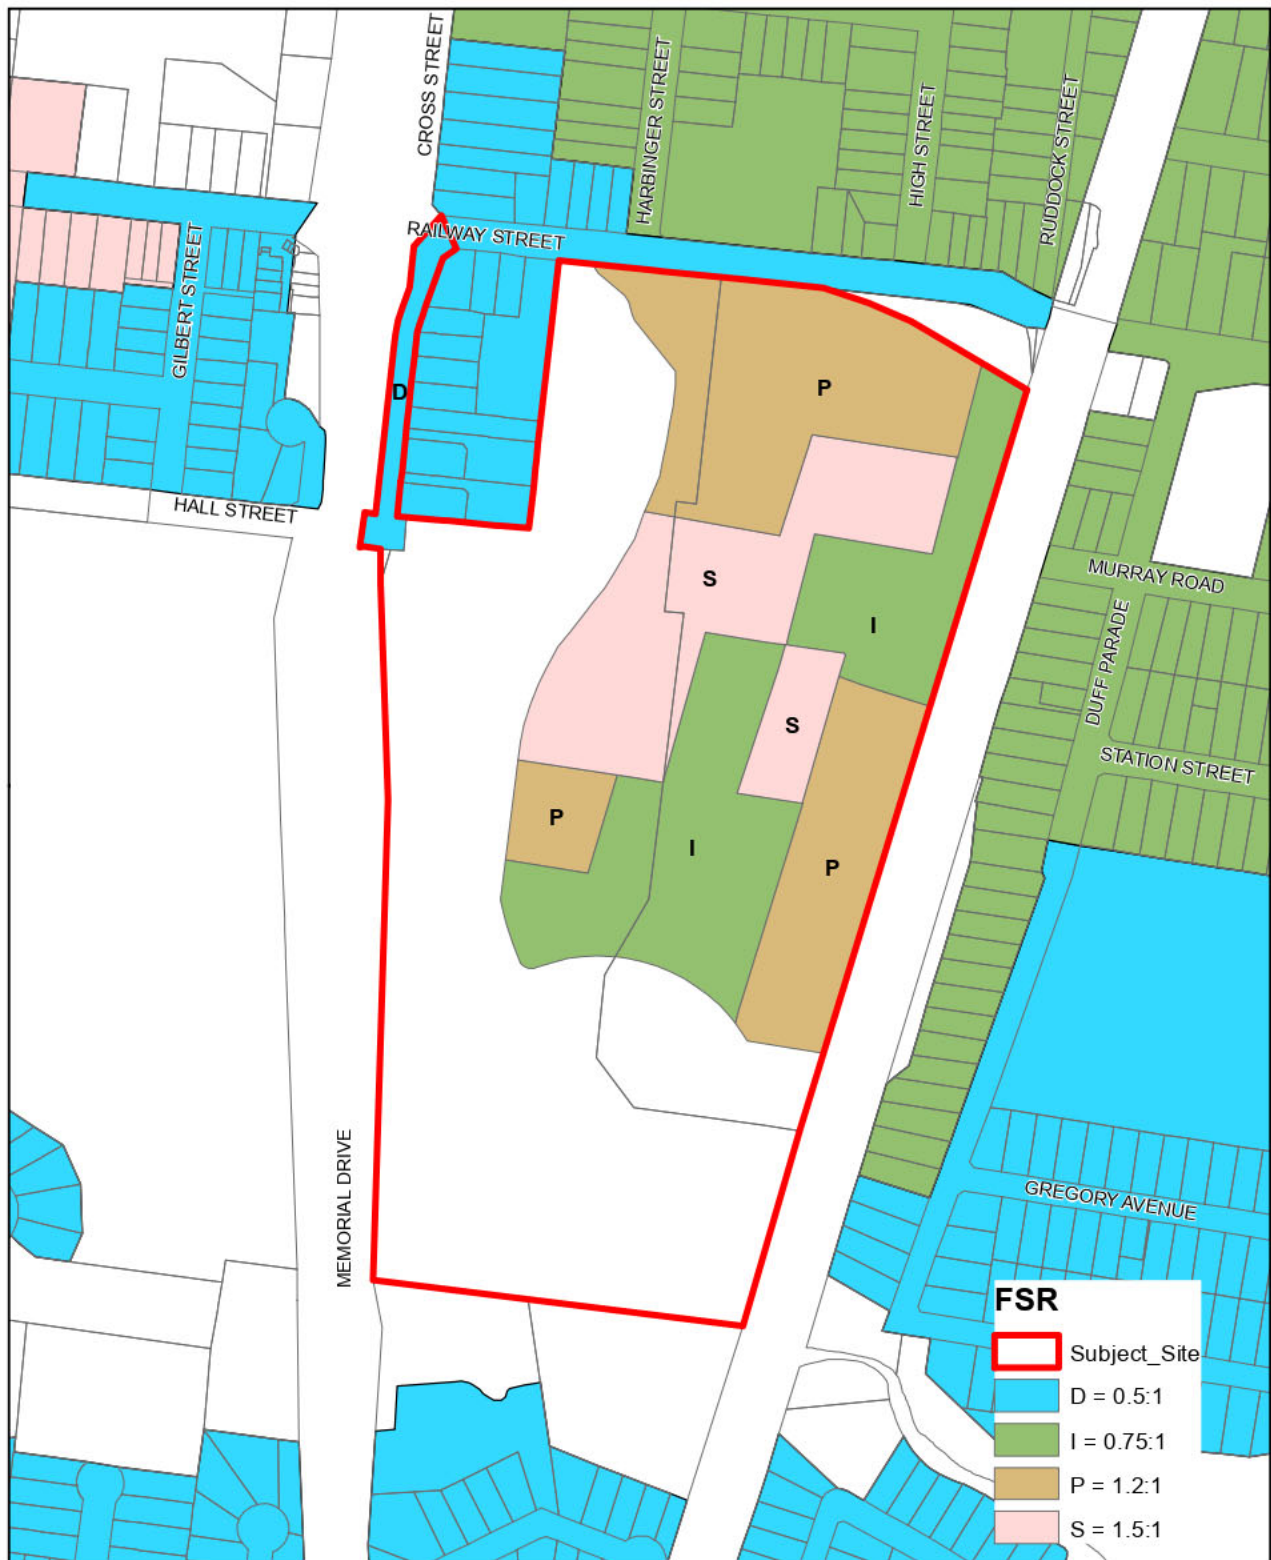 CROSS STREET
HARBINGER STREET
HIGH STREET
RUDDOCK STREET
RAILWAY STREET
GILBERT STREET
D
P
HALL STREET
S
MURRAY ROAD
I
DUFF PARADE
S
STATION STREET
P
I
P
MEMORIAL DRIVE
GREGORY AVENUE
FSR
Subject_Site
D = 0.5:1
I = 0.75:1
P = 1.2:1
S = 1.5:1